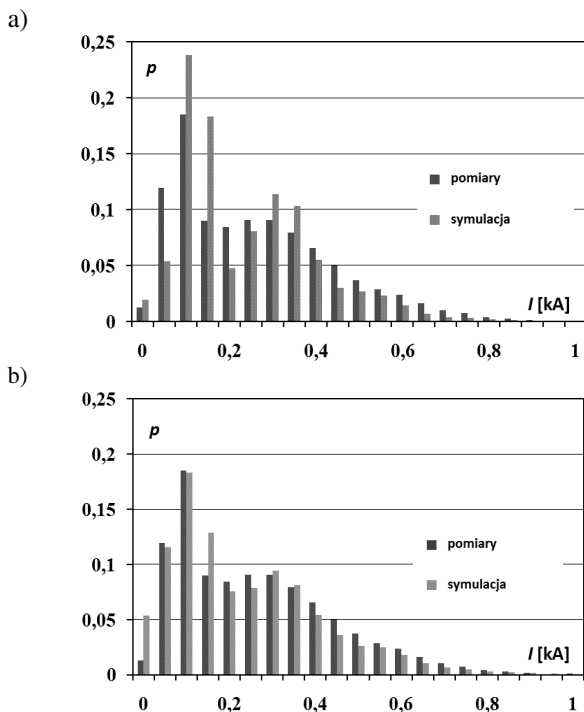 a)
0,25
p
0,2
0,15
pomiary
0,1
symulacja
0,05
I [kA]
0
0 0,2 0,4 0,6 0,8 1
b)
0,25
p
0,2
0,15
pomiary
0,1
symulacja
0,05
I [kA]
0
0 0,2 0,4 0,6 0,8 1